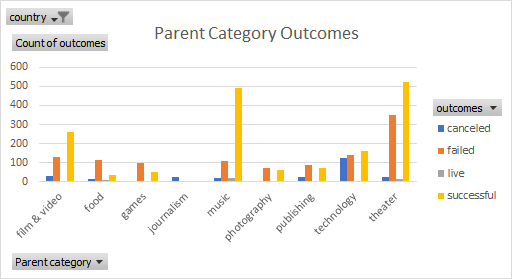 country
Count of outcomes
Parent Category Outcomes
600
500
400
300
200
100
0
film & video
food
games
journalism
music
photography
publishing
technology
theater
outcomes
canceled
failed
live
successful
Parent category